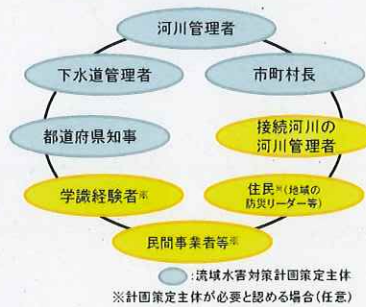 河川管理者
下水道管理者
市町村長
都道府県知事
接続河川の
河川管理者
学識経験者※
住民※(地域の
防災リーダー等)
民間事業者等※
:流域水害対策計画策定主体
※計画策定主体が必要と認める場合(任意)